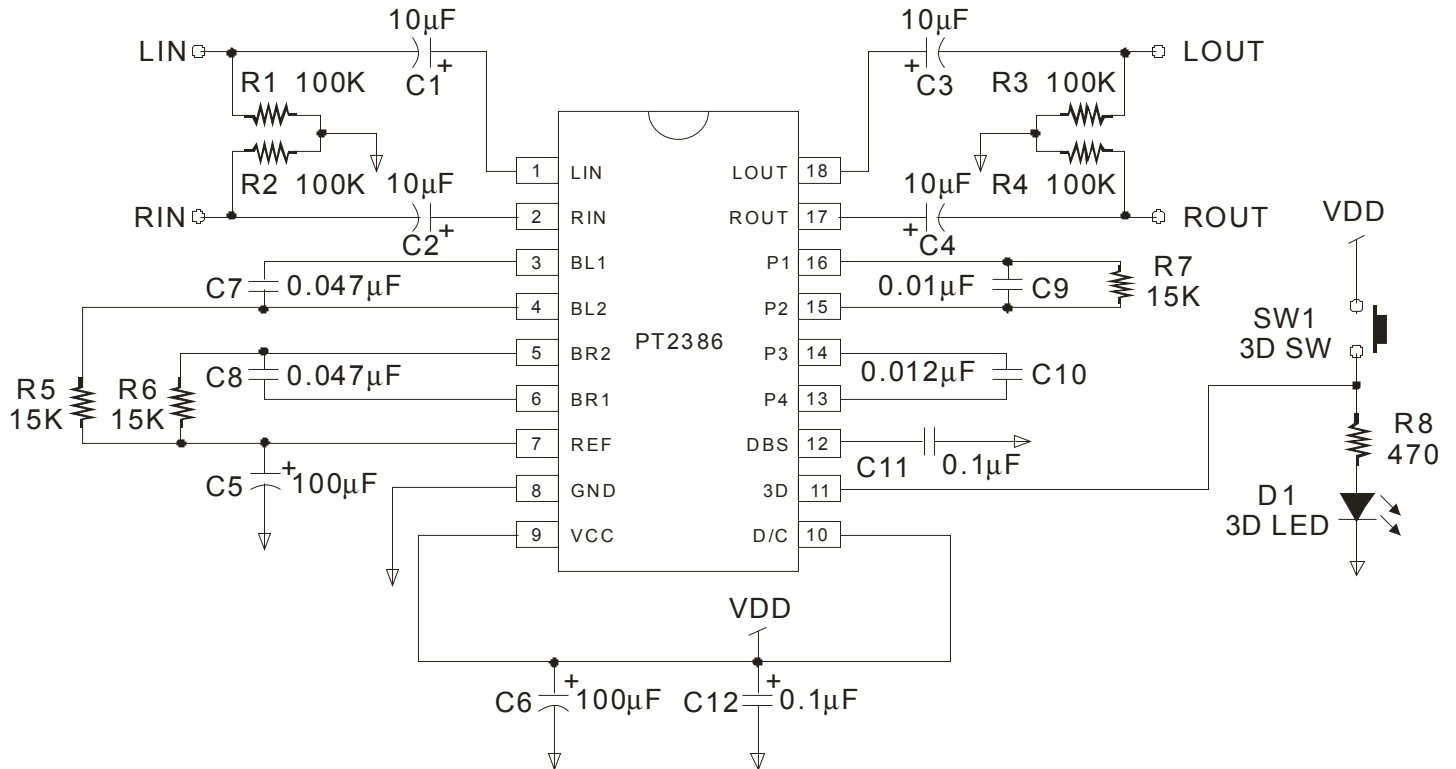 10μF
LIN
+
C1
R1 100K
R2 100K
10μF
RIN
+
C2
10μF
LOUT
+
C3
R3 100K
R4 100K
10μF
ROUT
+
C4
1 LIN
2 RIN
3 BL1
4 BL2
5 BR2
6 BR1
7 REF
8 GND
9 VCC
PT2386
LOUT 18
ROUT 17
P1 16
P2 15
P3 14
P4 13
DBS 12
3D 11
D/C 10
C7 0.047μF
C8 0.047μF
R5
15K
R6
15K
C5 + 100μF
0.01μF C9
R7
15K
0.012μF C10
C11 0.1μF
VDD
SW1
3D SW
R8
470
D1
3D LED
VDD
C6 + 100μF
C12 + 0.1μF